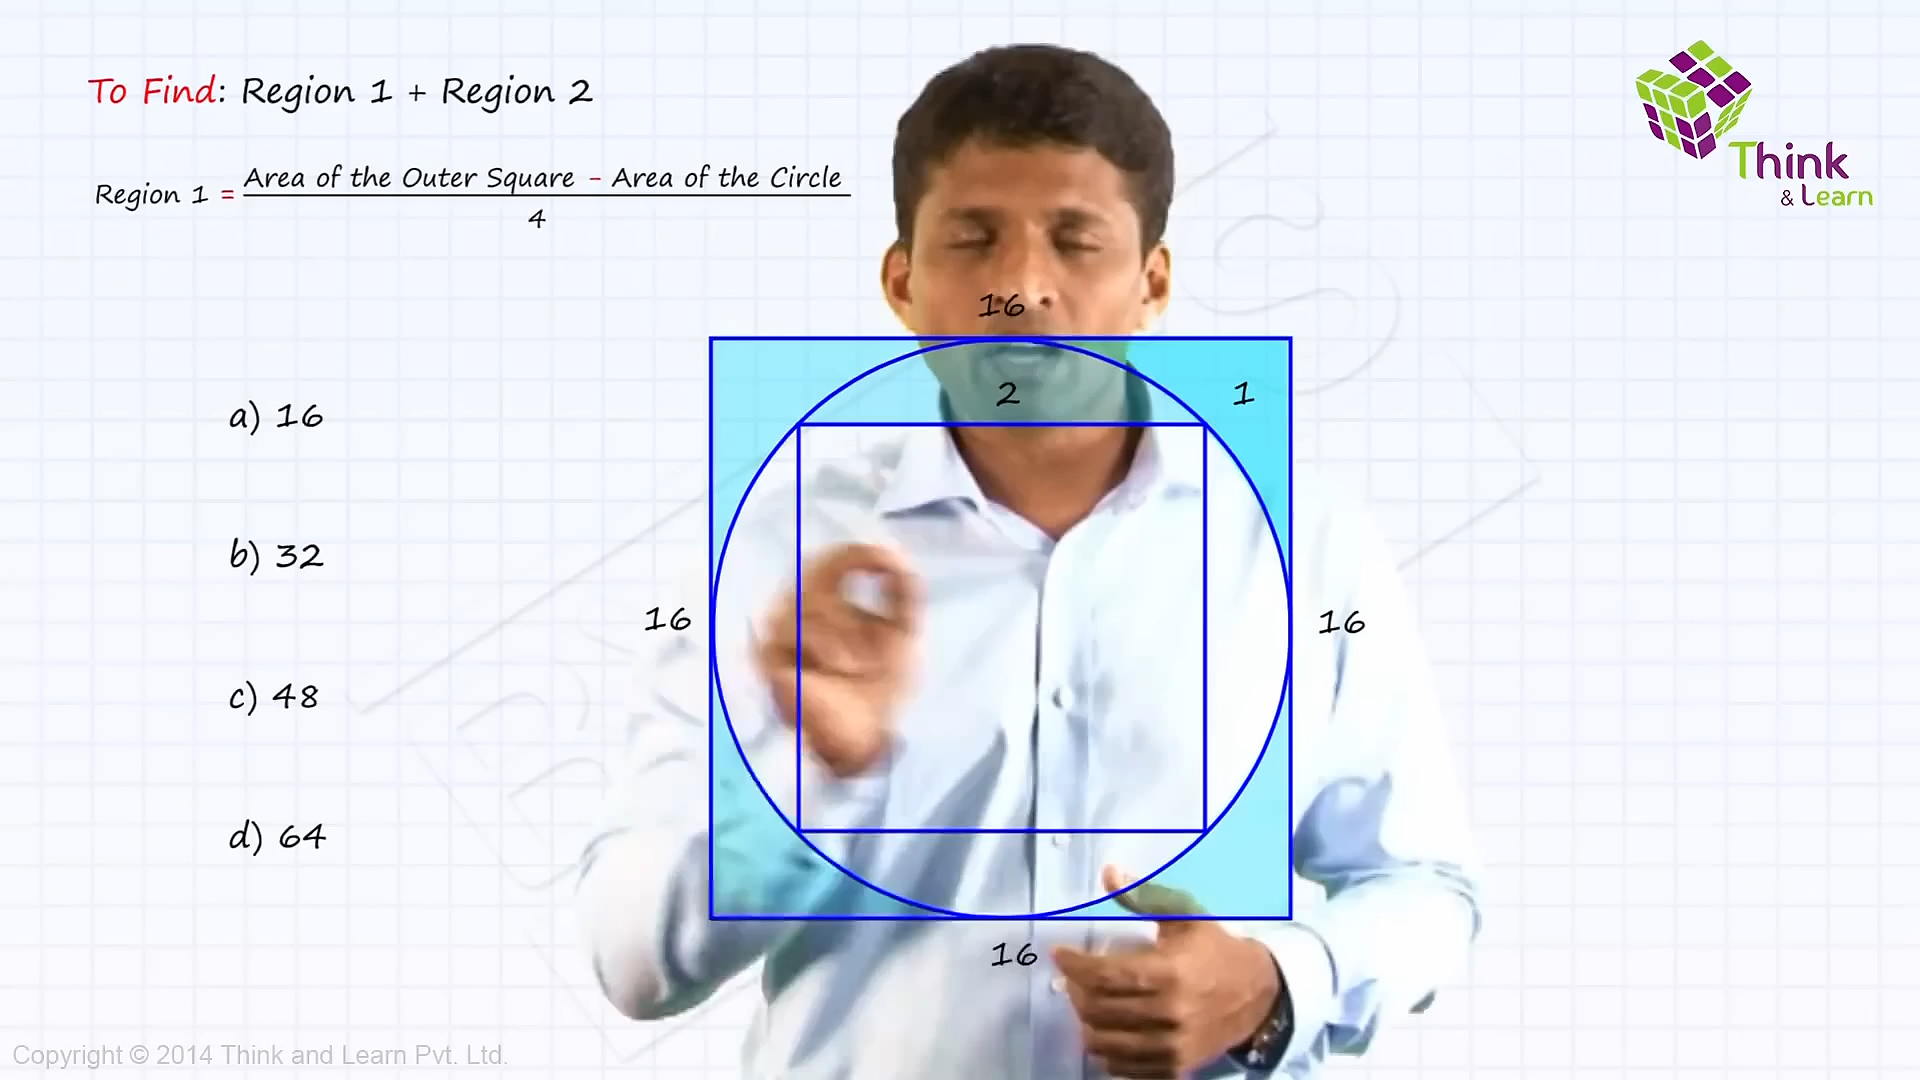 To Find: Region 1 + Region 2
Region 1 = Area of the Outer Square - Area of the Circle
4
Think
& Learn
16
2
1
a) 16
b) 32
16
16
c) 48
d) 64
16
Copyright © 2014 Think and Learn Pvt. Ltd.